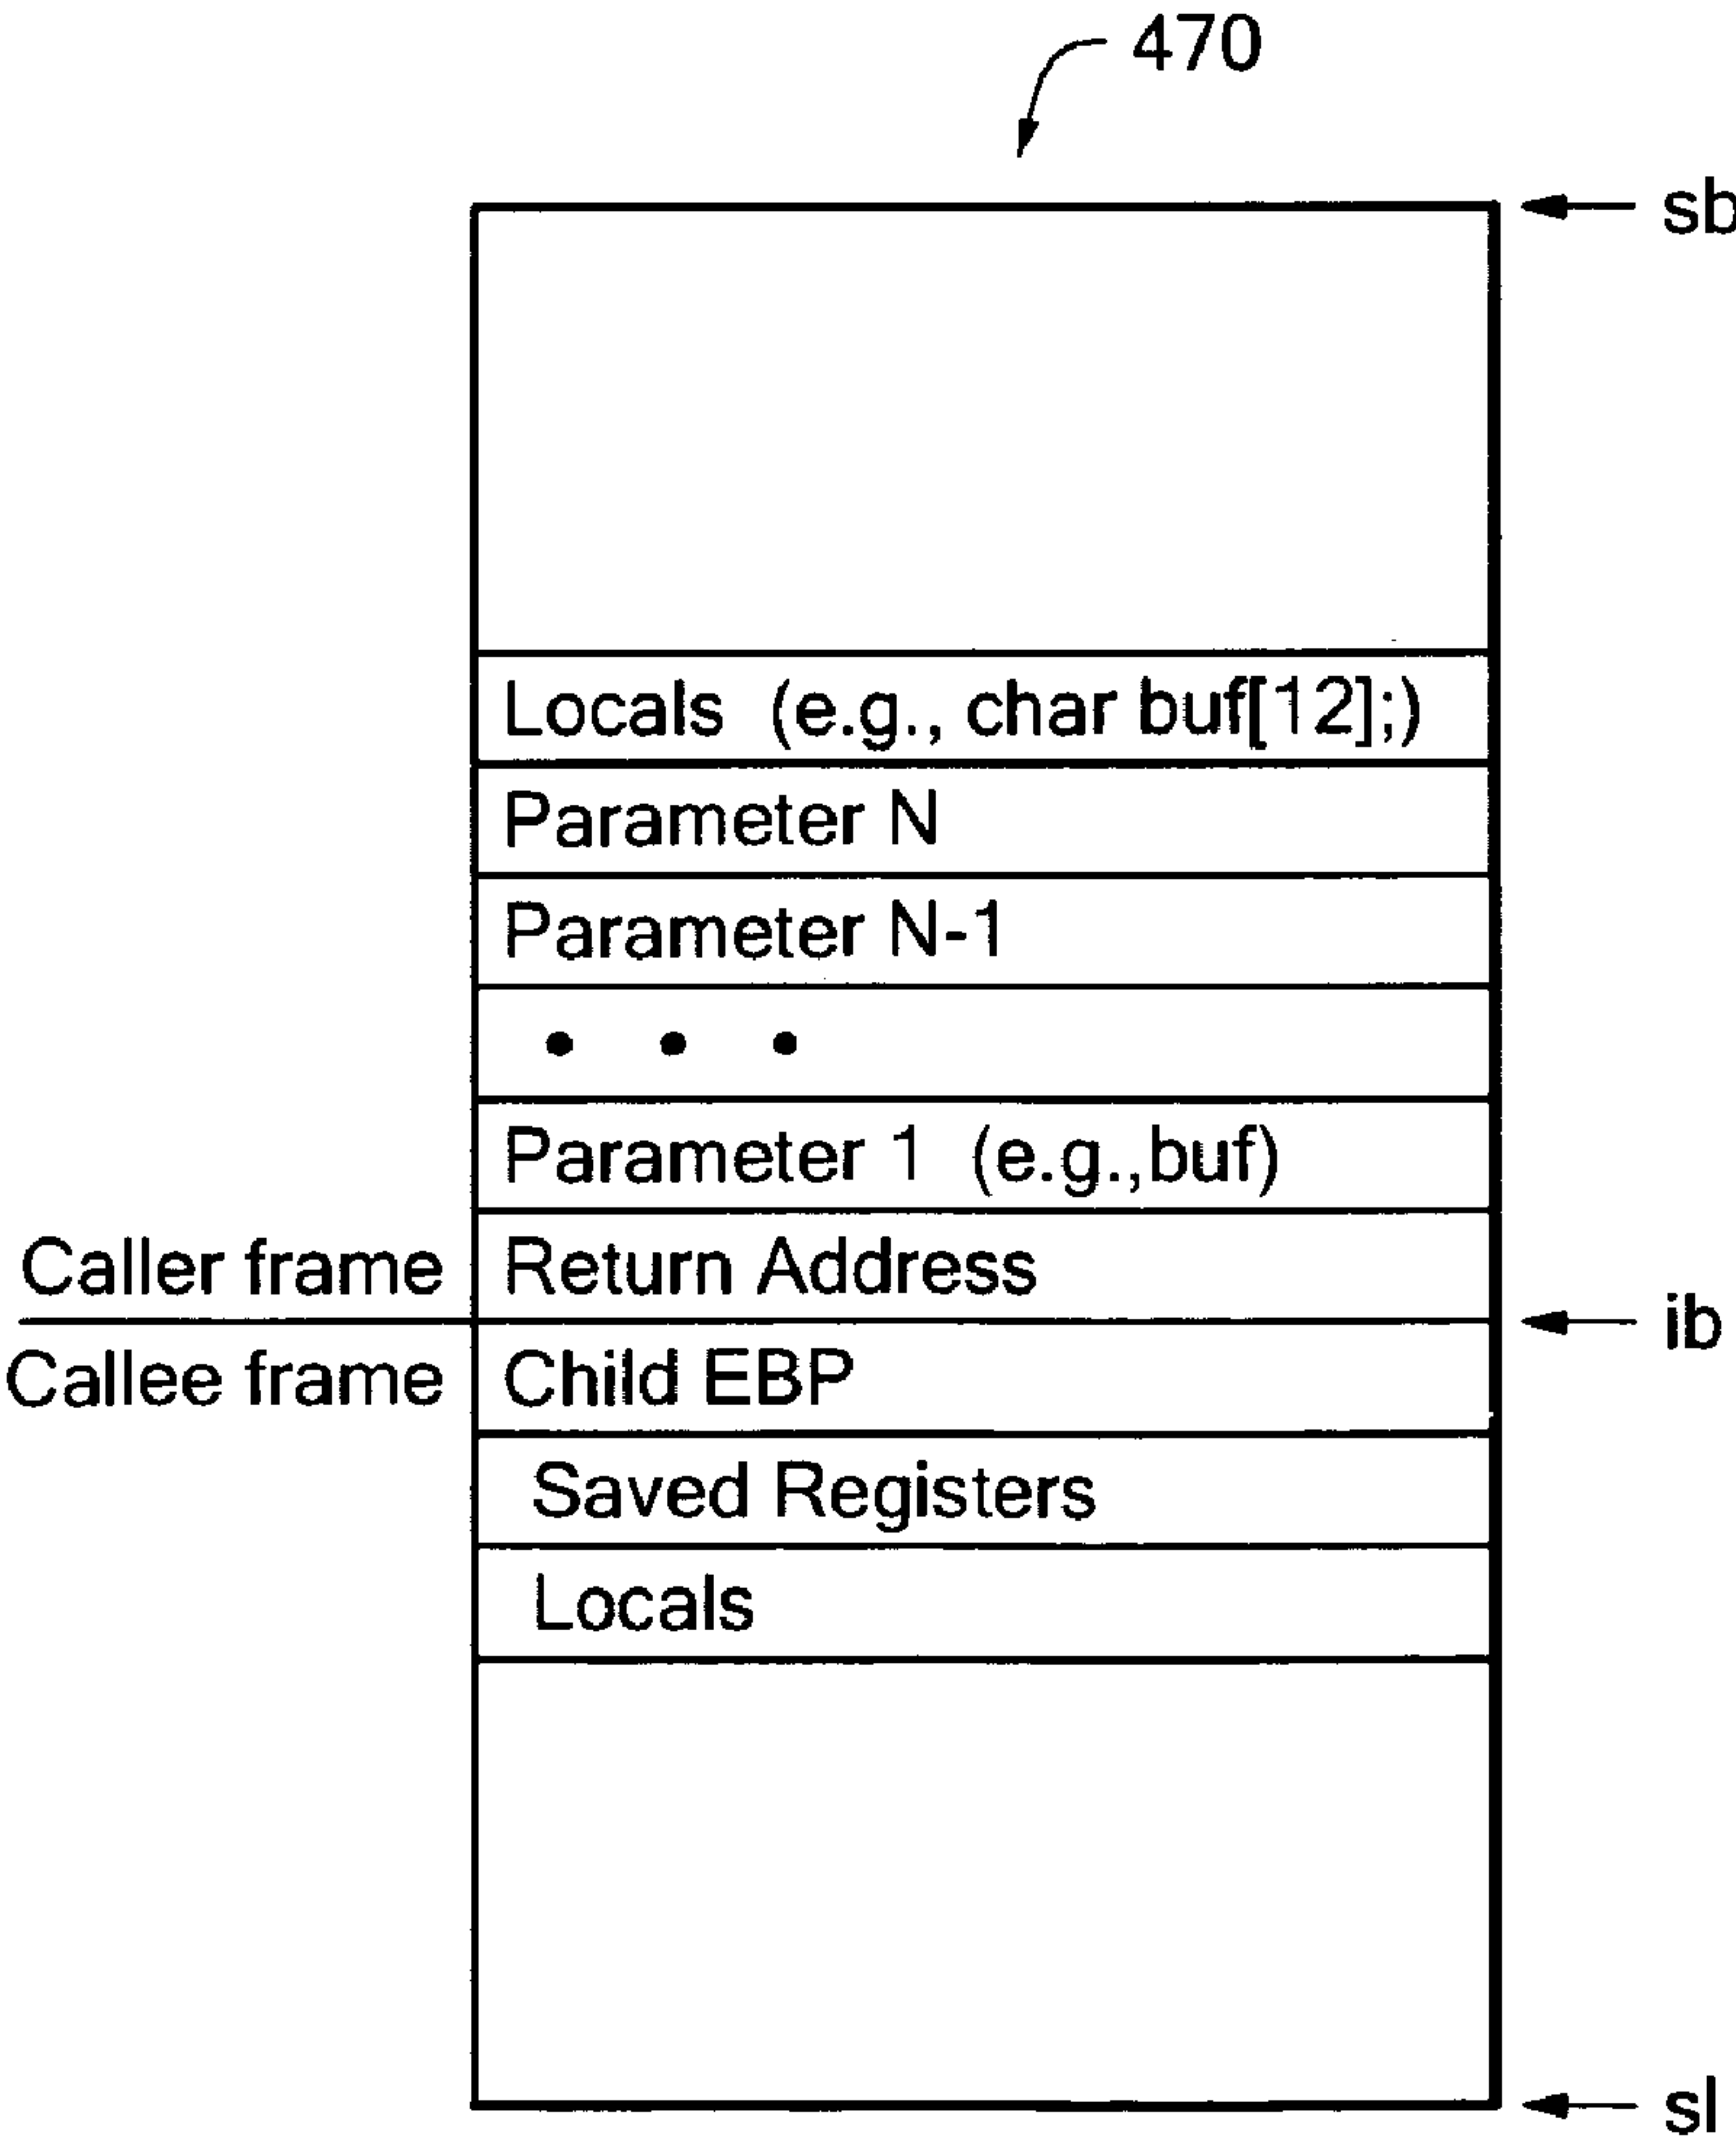 470
sb
Locals (e.g., char buf[12];)
Parameter N
Parameter N-1
• • •
Parameter 1 (e.g.,buf)
Caller frame Return Address
ib
Callee frame Child EBP
Saved Registers
Locals
sl